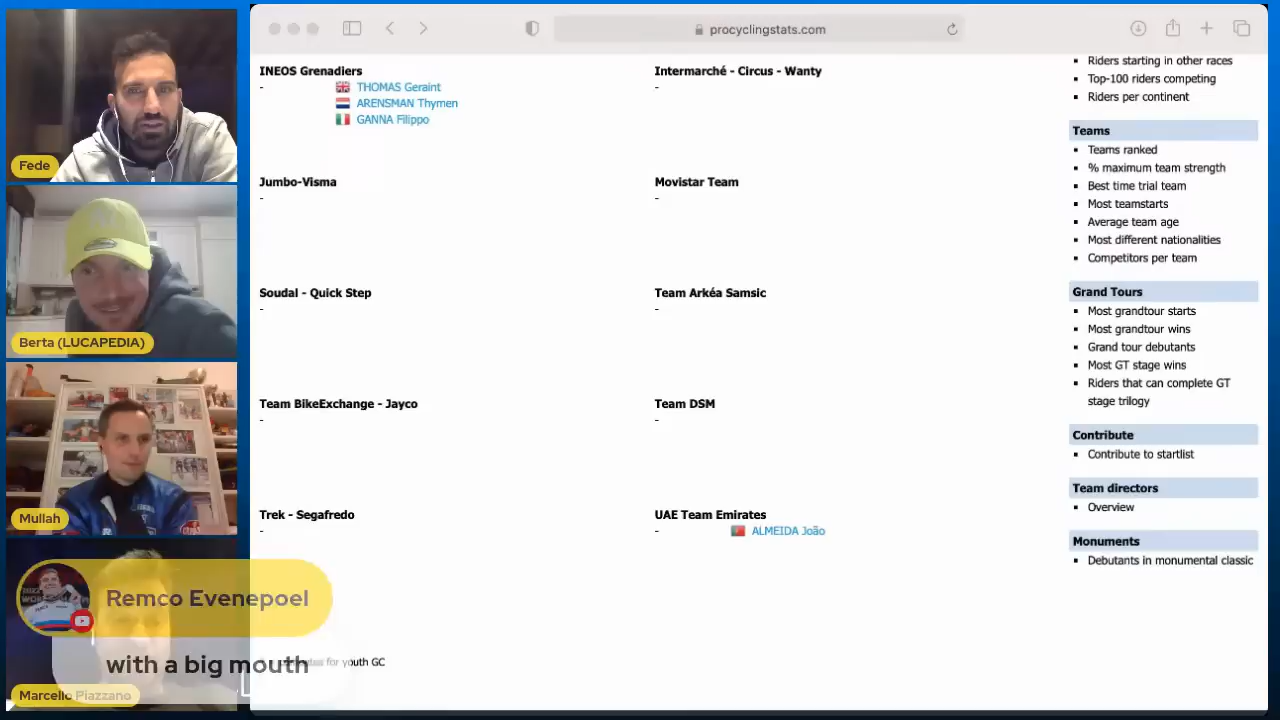 procyclingstats.com
INEOS Grenadiers
-
THOMAS Geraint
ARENSMAN Thymen
GANNA Filippo
Intermarché - Circus - Wanty
-
Jumbo-Visma
-
Movistar Team
-
Soudal - Quick Step
-
Team Arkéa Samsic
-
Team BikeExchange - Jayco
-
Team DSM
-
Trek - Segafredo
-
UAE Team Emirates
-
ALMEIDA João
for youth GC
Riders starting in other races
Top-100 riders competing
Riders per continent
Teams
Teams ranked
% maximum team strength
Best time trial team
Most teamstarts
Average team age
Most different nationalities
Competitors per team
Grand Tours
Most grandtour starts
Most grandtour wins
Grand tour debutants
Most GT stage wins
Riders that can complete GT
stage trilogy
Contribute
Contribute to startlist
Team directors
Overview
Monuments
Debutants in monumental classic
Fede
Berta (LUCAPEDIA)
Mullah
Remco Evenepoel
with a big mouth
Marcello Piazzano